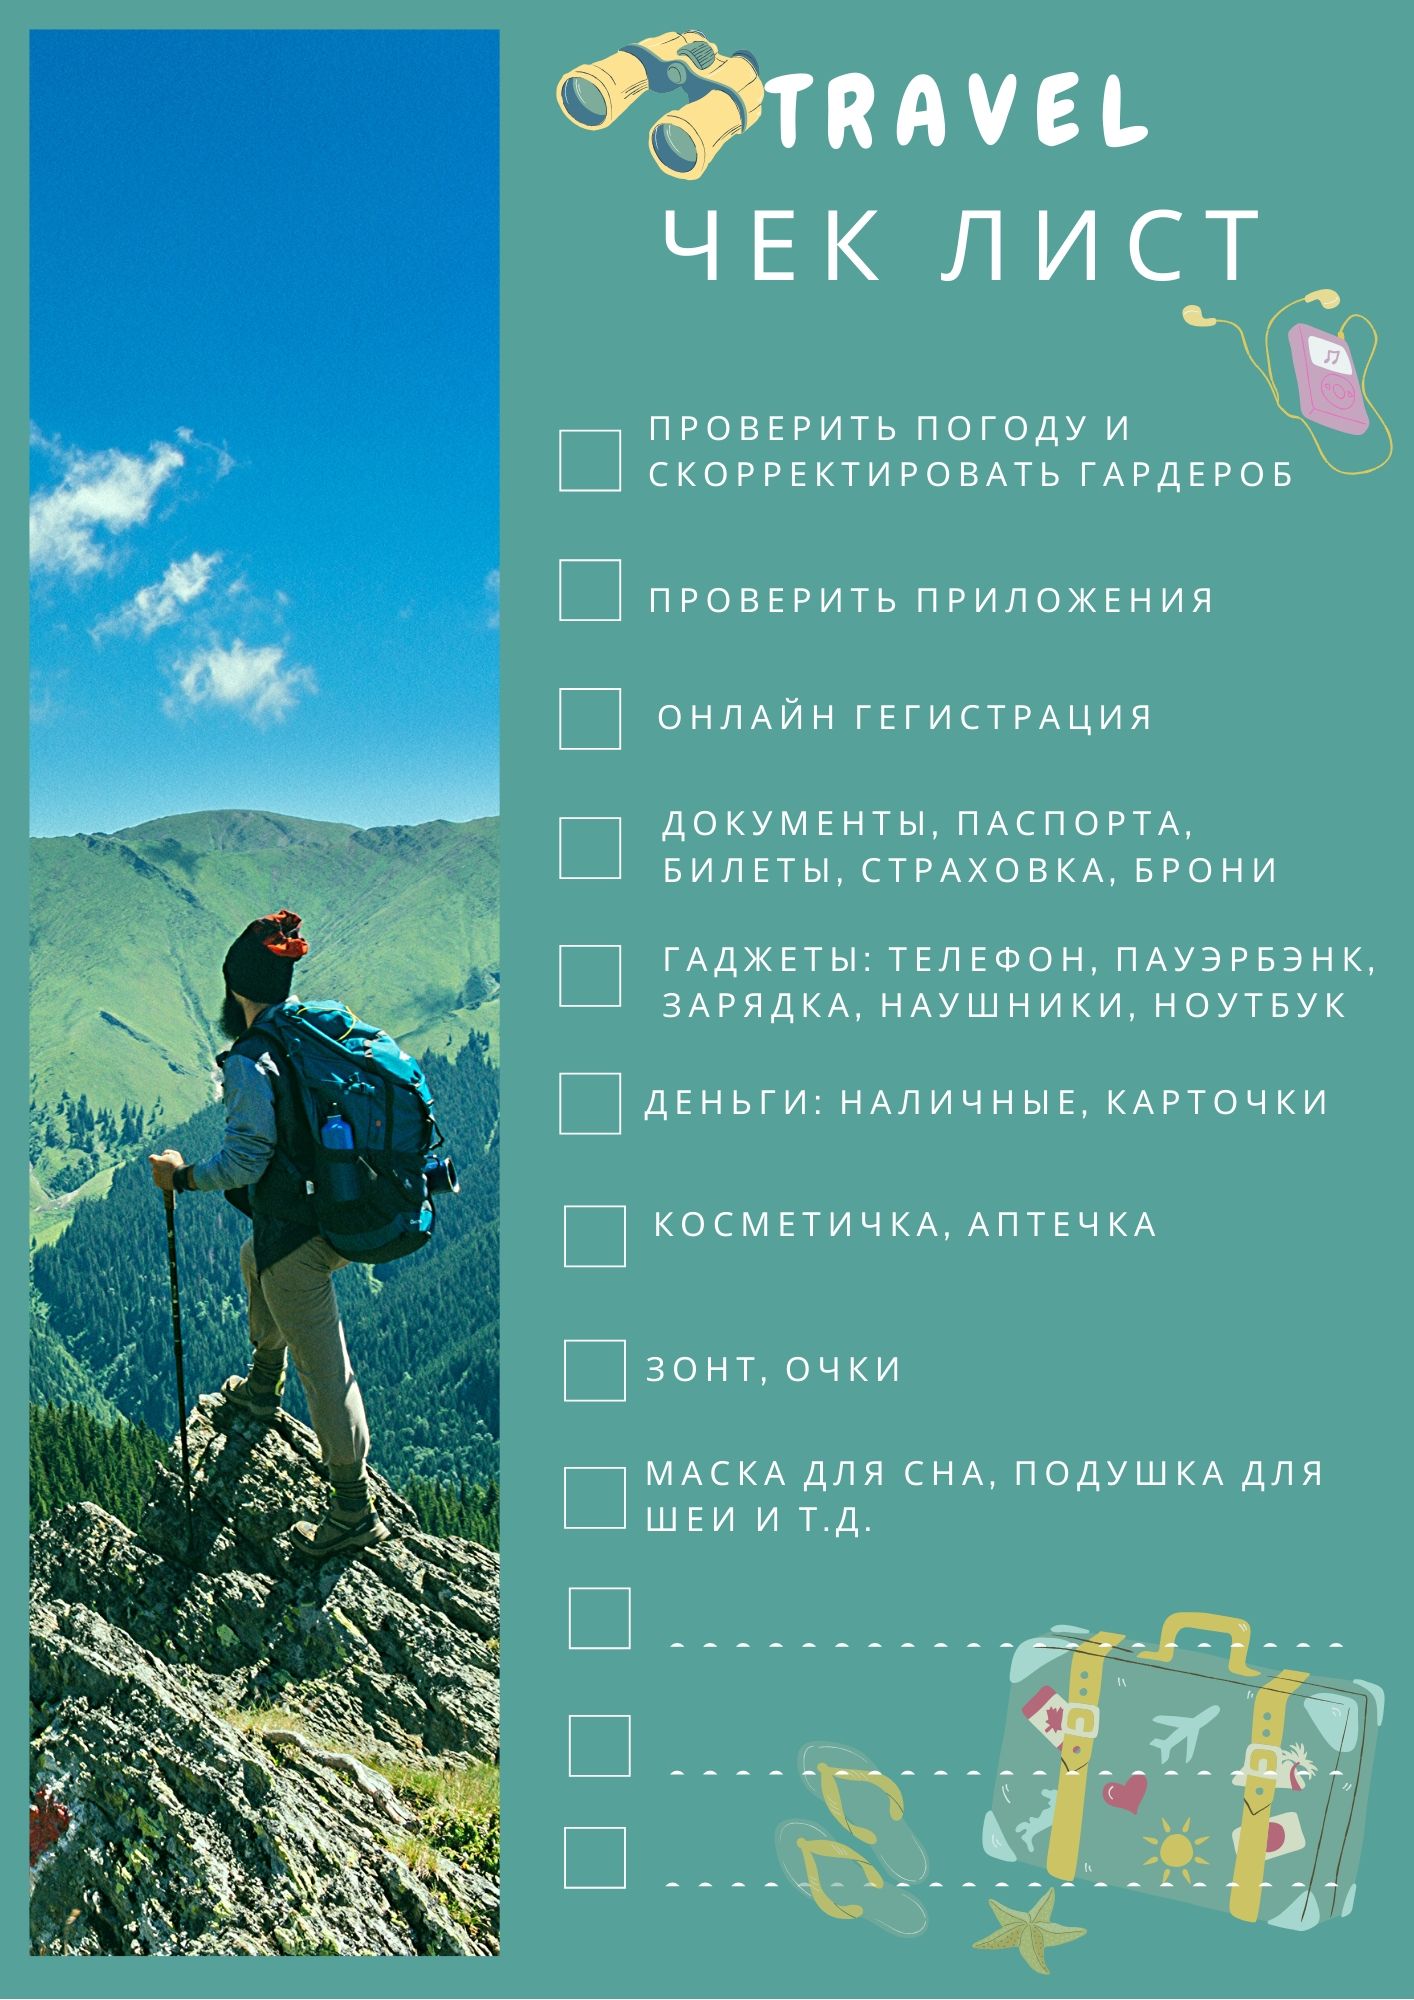 TRAVEL
ЧЕК ЛИСТ
ПРОВЕРИТЬ ПОГОДУ И
СКОРРЕКТИРОВАТЬ ГАРДЕРОБ
ПРОВЕРИТЬ ПРИЛОЖЕНИЯ
ОНЛАЙН ГЕГИСТРАЦИЯ
ДОКУМЕНТЫ, ПАСПОРТА,
БИЛЕТЫ, СТРАХОВКА, БРОНИ
ГАДЖЕТЫ: ТЕЛЕФОН, ПАУЭРБЭНК,
ЗАРЯДКА, НАУШНИКИ, НОУТБУК
ДЕНЬГИ: НАЛИЧНЫЕ, КАРТОЧКИ
КОСМЕТИЧКА, АПТЕЧКА
ЗОНТ, ОЧКИ
МАСКА ДЛЯ СНА, ПОДУШКА ДЛЯ
ШЕИ И Т.Д.